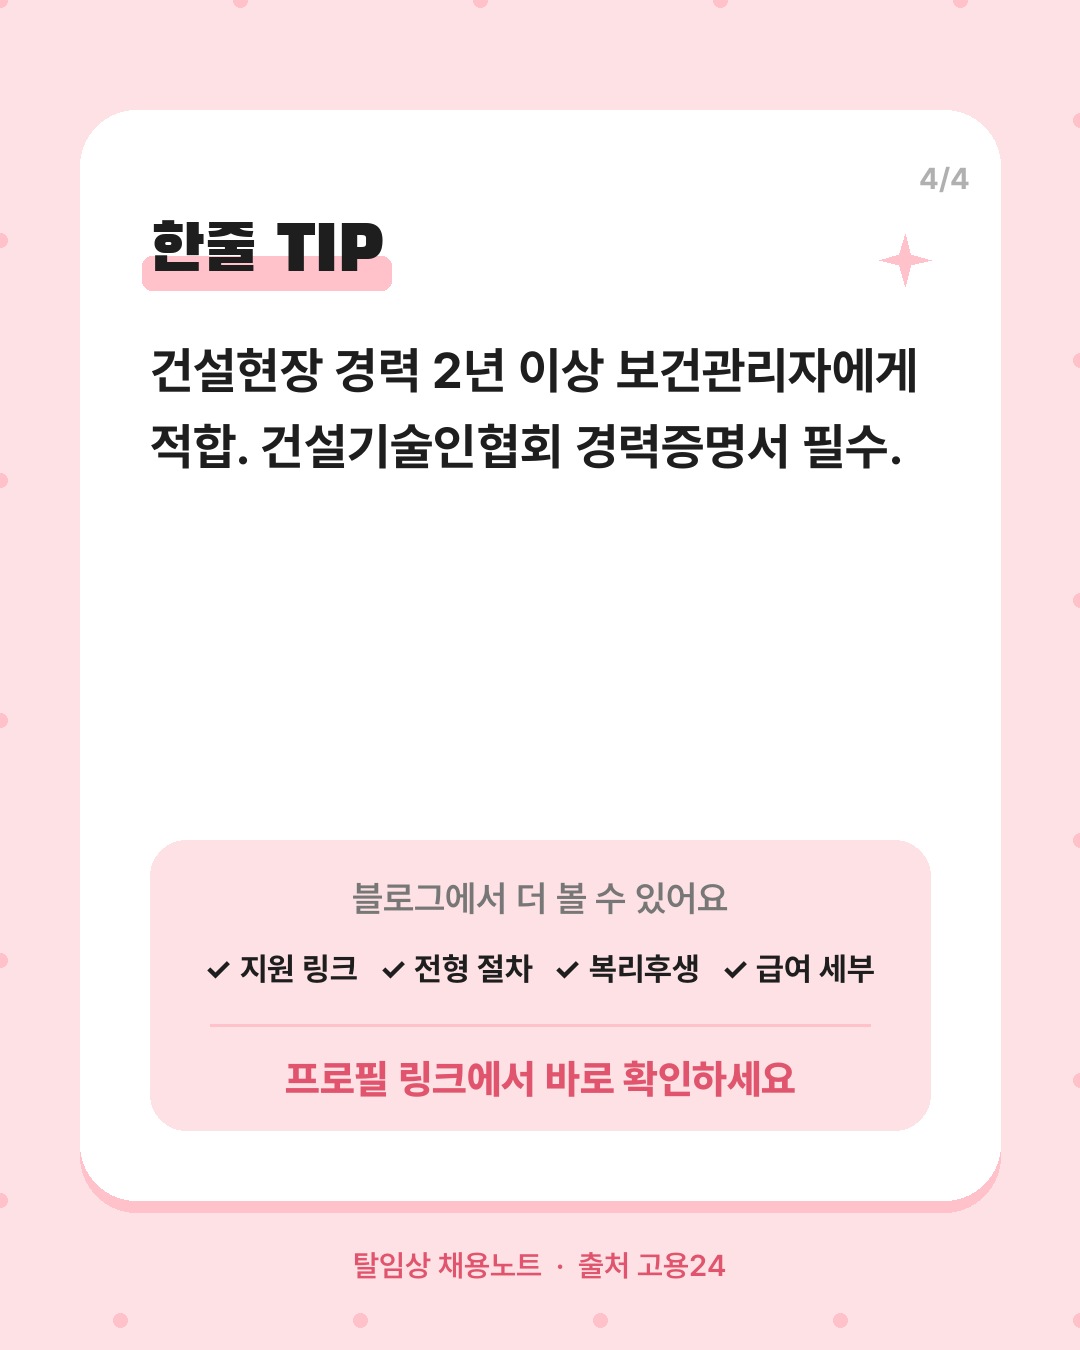 4/4
한줄 TIP
건설현장 경력 2년 이상 보건관리자에게
적합. 건설기술인협회 경력증명서 필수.
블로그에서 더 볼 수 있어요
✓ 지원 링크 ✓ 전형 절차 ✓ 복리후생 ✓ 급여 세부
프로필 링크에서 바로 확인하세요
탈임상 채용노트 · 출처 고용24